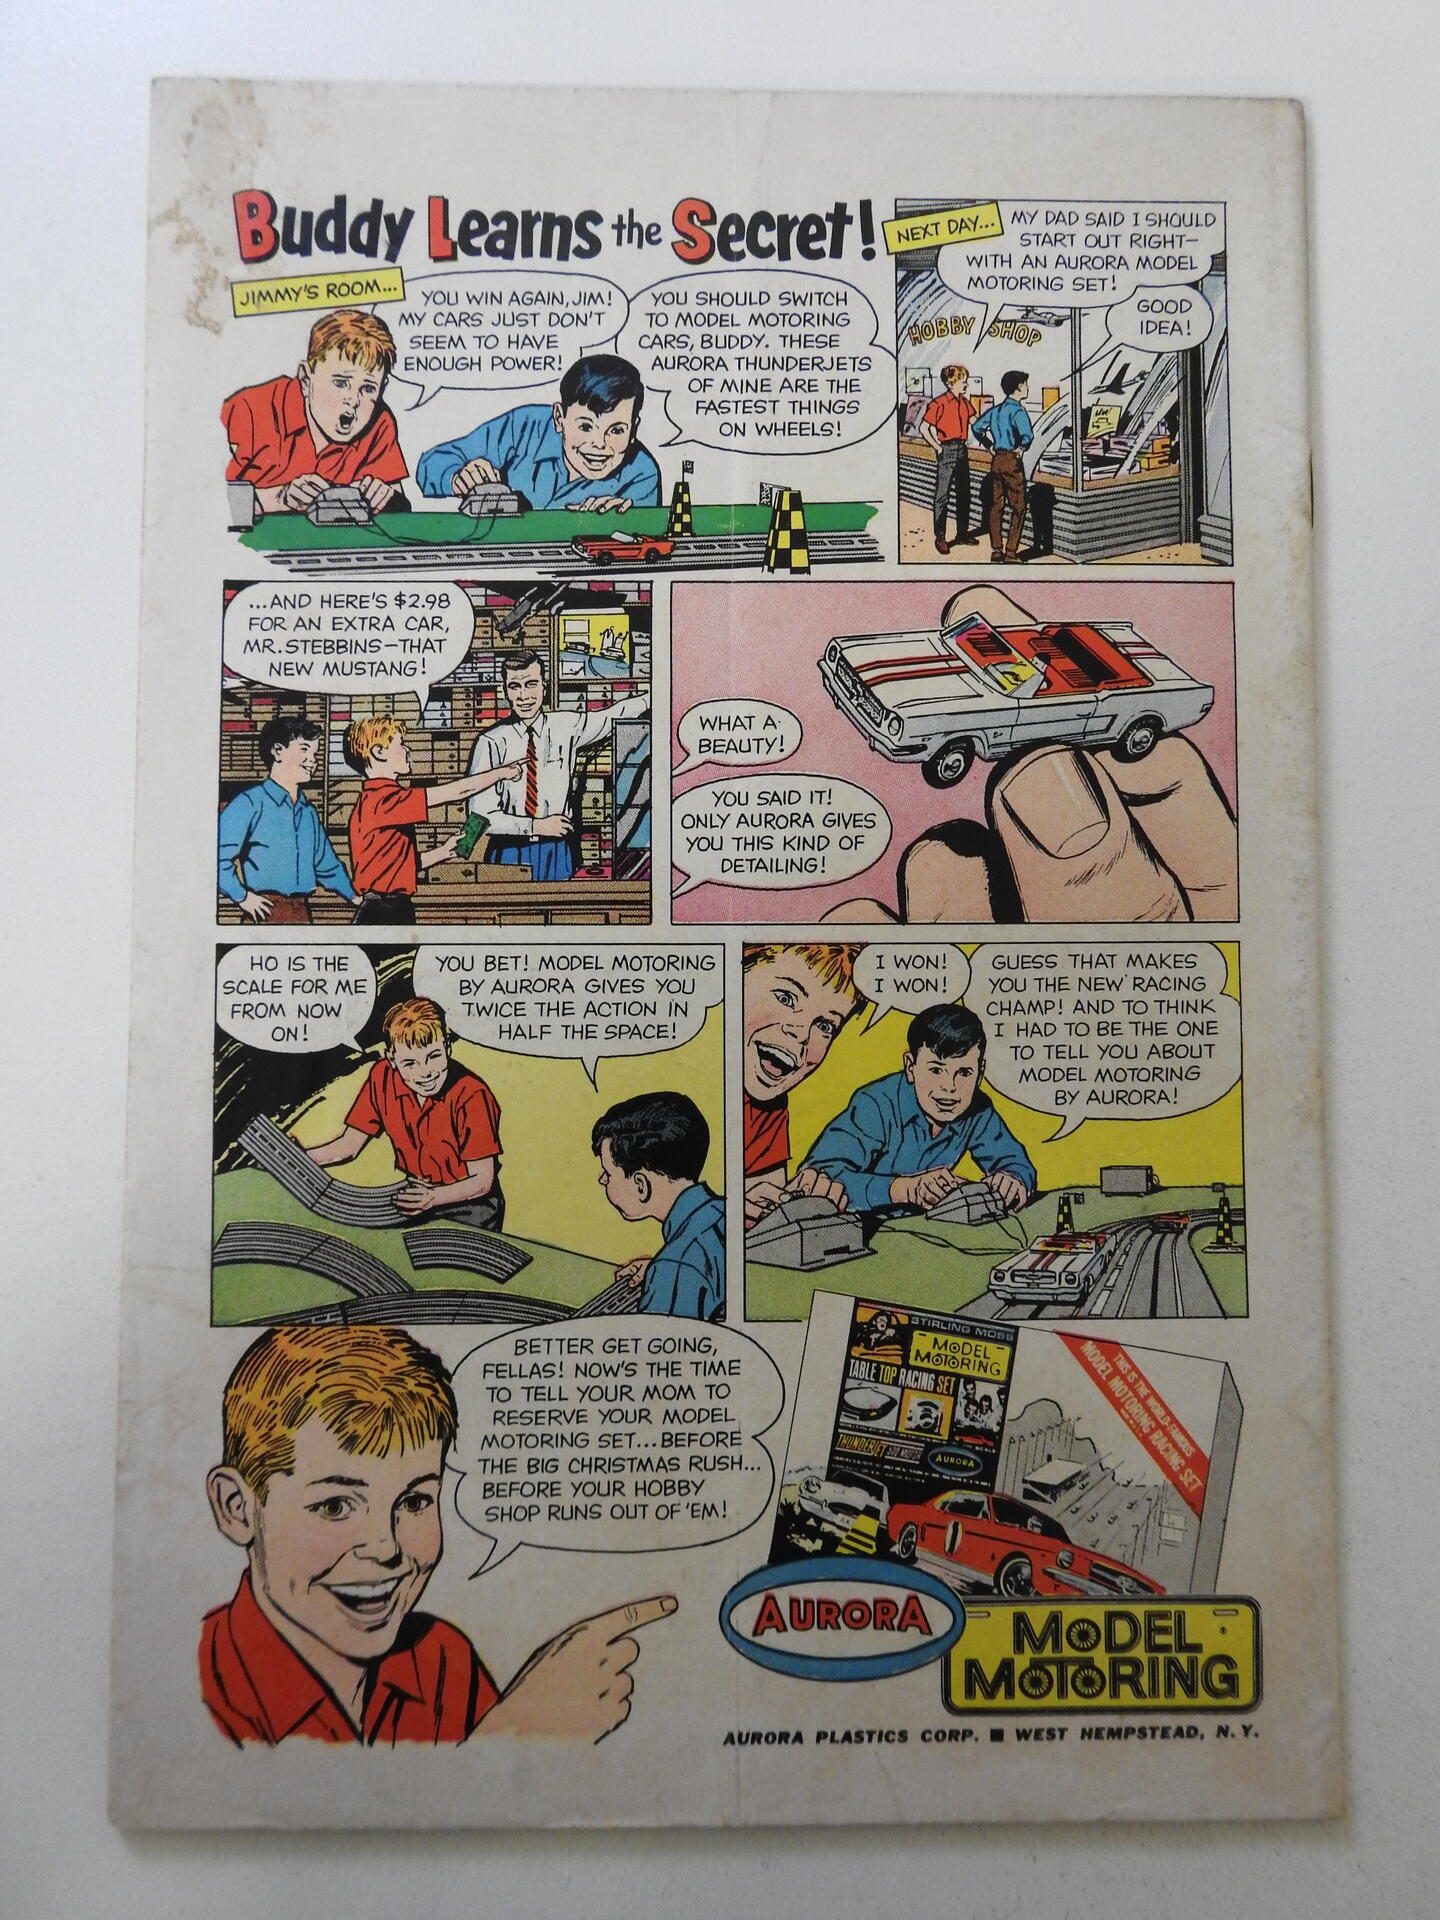 Buddy Learns the Secret!
JIMMY'S ROOM...
YOU WIN AGAIN, JIM!
MY CARS JUST DON'T
SEEM TO HAVE
ENOUGH POWER!
YOU SHOULD SWITCH
TO MODEL MOTORING
CARS, BUDDY. THESE
AURORA THUNDERJETS
OF MINE ARE THE
FASTEST THINGS
ON WHEELS!
NEXT DAY...
MY DAD SAID I SHOULD
START OUT RIGHT—
WITH AN AURORA MODEL
MOTORING SET!
GOOD
IDEA!
HOBBY SHOP
...AND HERE'S $2.98
FOR AN EXTRA CAR,
MR. STEBBINS—THAT
NEW MUSTANG!
WHAT A
BEAUTY!
YOU SAID IT!
ONLY AURORA GIVES
YOU THIS KIND OF
DETAILING!
HO IS THE
SCALE FOR ME
FROM NOW
ON!
YOU BET! MODEL MOTORING
BY AURORA GIVES YOU
TWICE THE ACTION IN
HALF THE SPACE!
I WON!
I WON!
GUESS THAT MAKES
YOU THE NEW RACING
CHAMP! AND TO THINK
I HAD TO BE THE ONE
TO TELL YOU ABOUT
MODEL MOTORING
BY AURORA!
BETTER GET GOING,
FELLAS! NOW'S THE TIME
TO TELL YOUR MOM TO
RESERVE YOUR MODEL
MOTORING SET...BEFORE
THE BIG CHRISTMAS RUSH...
BEFORE YOUR HOBBY
SHOP RUNS OUT OF 'EM!
STIRLING MOSS
MODEL
MOTORING
TABLE TOP RACING SET
THUNDERJET
AURORA
THIS IS THE WORLD-FAMOUS
MODEL MOTORING RACING SET
AURORA
MODEL
MOTORING
AURORA PLASTICS CORP. ■ WEST HEMPSTEAD, N.Y.